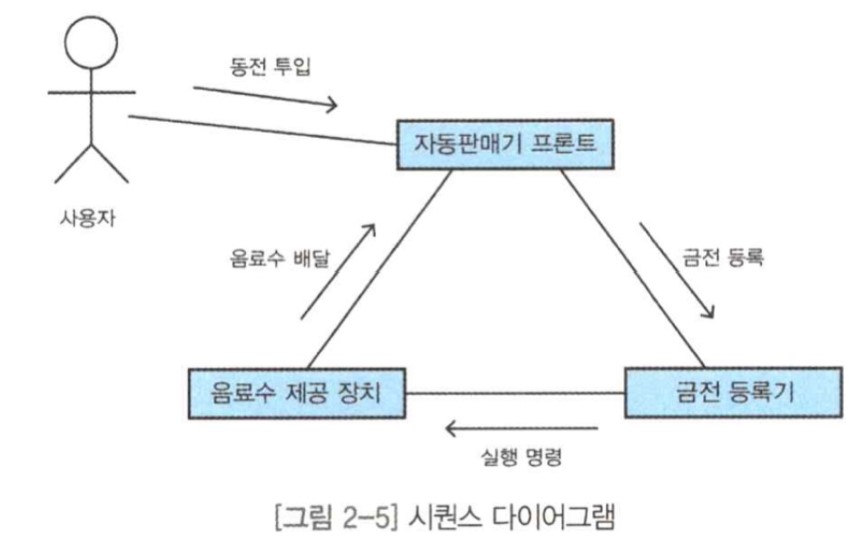 동전 투입
자동판매기 프론트
사용자
음료수 배달
금전 등록
음료수 제공 장치
금전 등록기
실행 명령
[그림 2-5] 시퀀스 다이어그램